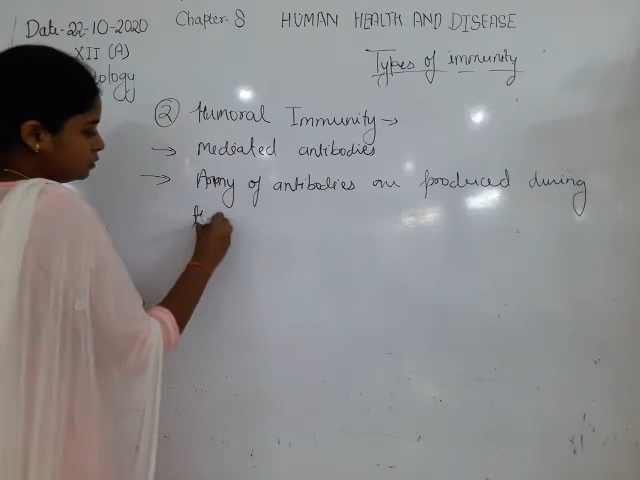 Date- 22-10-2020 Chapter- 8 HUMAN HEALTH AND DISEASE
XII (A)
Types of immunity
② Humoral Immunity →
→ Mediated antibodies
→ Army of antibodies are produced during